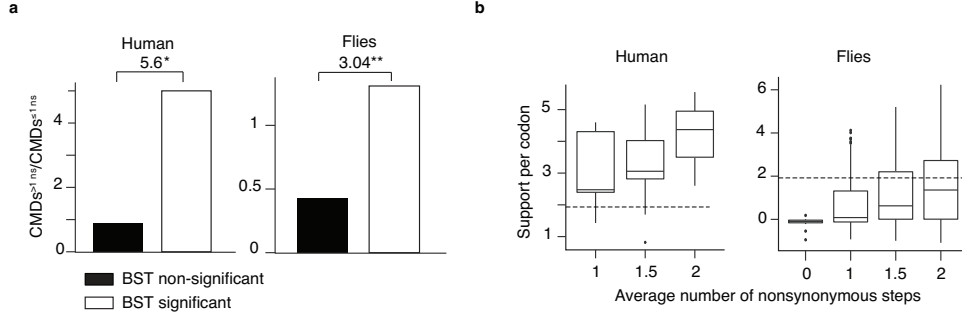 a
Human
5.6*
Flies
3.04**
CMDs>1 ns/CMDs≤1 ns
4
2
0
1
0.5
0
BST non-significant
BST significant
b
Human
Flies
Support per codon
5
3
1
6
4
2
0
1
1.5
2
0
1
1.5
2
Average number of nonsynonymous steps